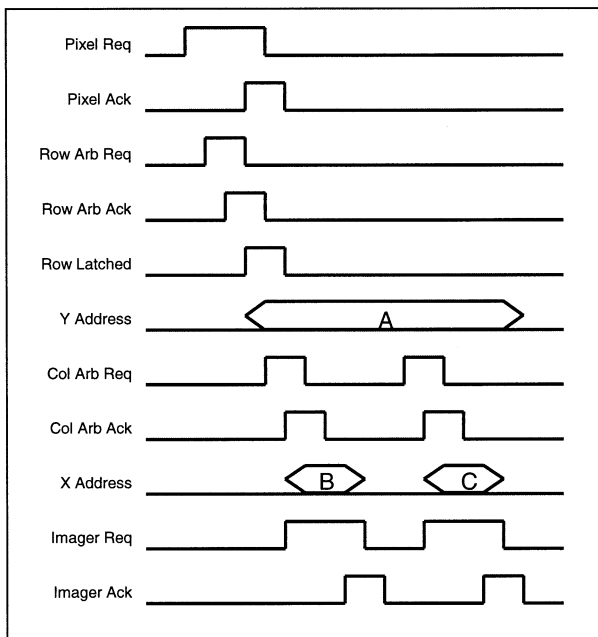 Pixel Req
Pixel Ack
Row Arb Req
Row Arb Ack
Row Latched
Y Address
A
Col Arb Req
Col Arb Ack
X Address
B
C
Imager Req
Imager Ack